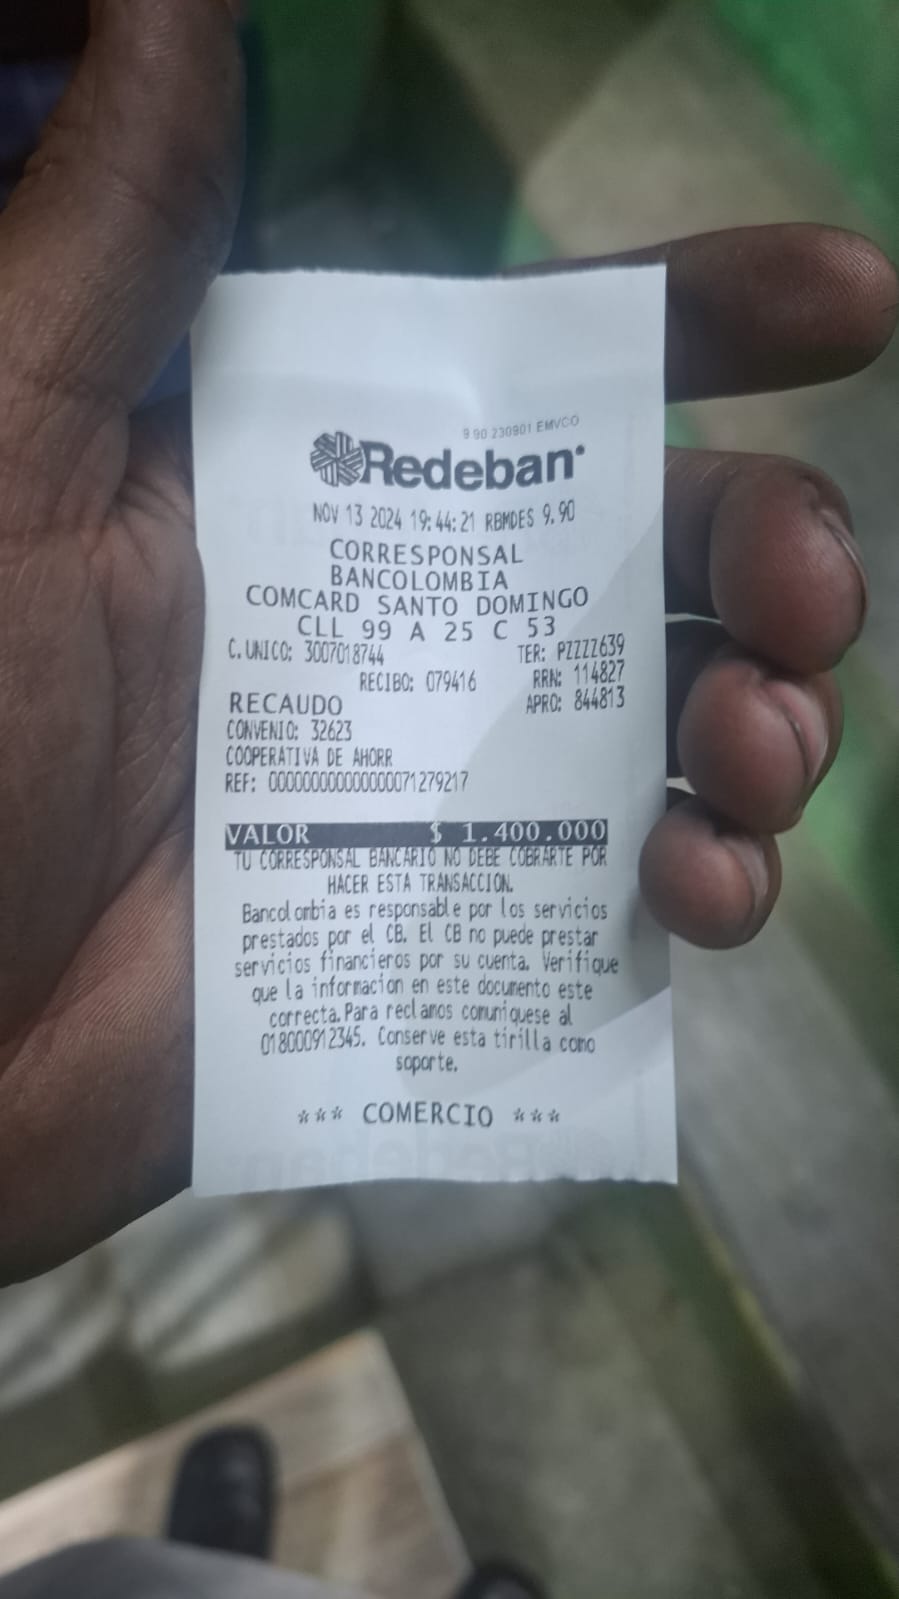 9.90 230901 EMVCO
Redeban
NOV 13 2024 19:44:21 RBMDES 9.90
CORRESPONSAL
BANCOLOMBIA
COMCARD SANTO DOMINGO
CLL 99 A 25 C 53
C.UNICO: 3007018744 TER: PZZZZ639
RECIBO: 079416 RRN: 114827
RECAUDO APRO: 844813
CONVENIO: 32623
COOPERATIVA DE AHORR
REF: 0000000000000000071279217
VALOR $ 1.400.000
TU CORRESPONSAL BANCARIO NO DEBE COBRARTE POR
HACER ESTA TRANSACCION.
Bancolombia es responsable por los servicios
prestados por el CB. El CB no puede prestar
servicios financieros por su cuenta. Verifique
que la informacion en este documento este
correcta. Para reclamos comuniquese al
018000912345. Conserve esta tirilla como
soporte.
*** COMERCIO ***